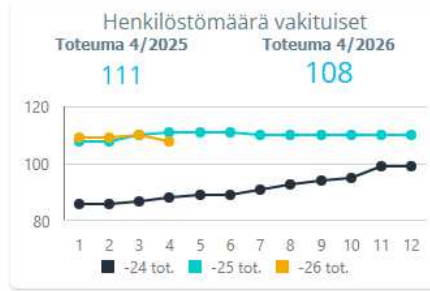 Henkilöstömäärä vakituiset
Toteuma 4/2025 Toteuma 4/2026
111 108
120
100
80
1 2 3 4 5 6 7 8 9 10 11 12
-24 tot. -25 tot. -26 tot.